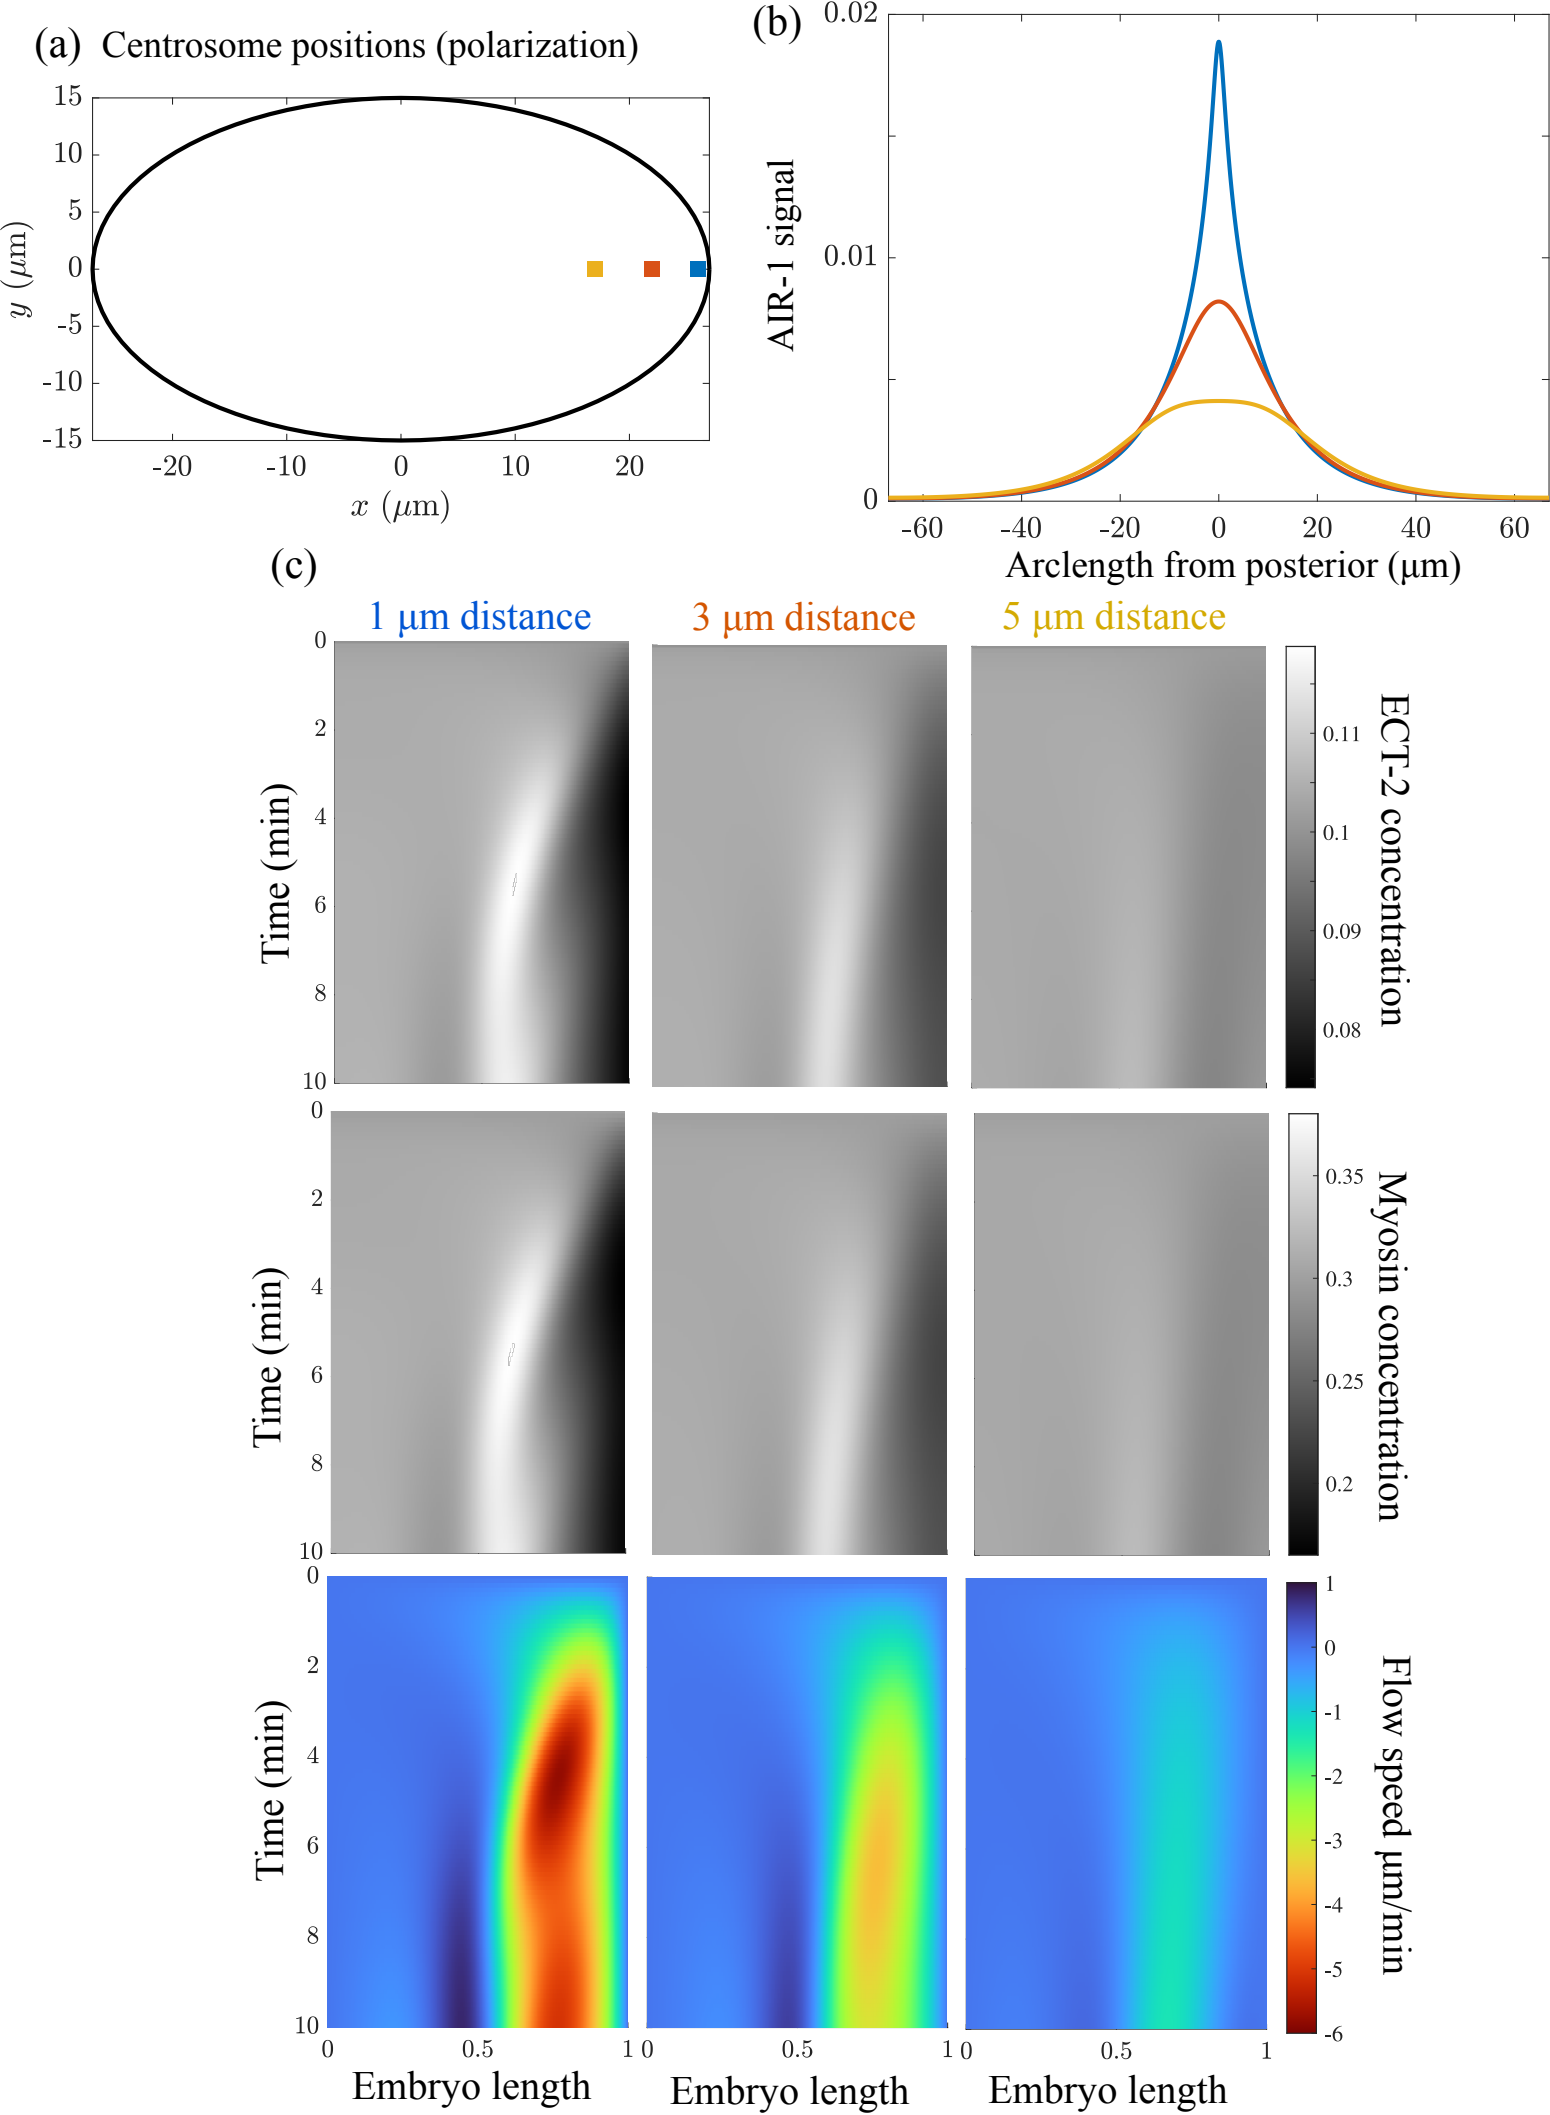 (a) Centrosome positions (polarization)
15
10
5
0
-5
-10
-15
y (μm)
-20 -10 0 10 20
x (μm)
(b)
0.02
0.01
0
AIR-1 signal
-60 -40 -20 0 20 40 60
Arclength from posterior (μm)
(c)
1 μm distance 3 μm distance 5 μm distance
0
2
4
6
8
10
Time (min)
0.11
0.1
0.09
0.08
ECT-2 concentration
0
2
4
6
8
10
Time (min)
0.35
0.3
0.25
0.2
Myosin concentration
0
2
4
6
8
10
Time (min)
1
0
-1
-2
-3
-4
-5
-6
Flow speed μm/min
0 0.5 1 0 0.5 1 0 0.5 1
Embryo length Embryo length Embryo length